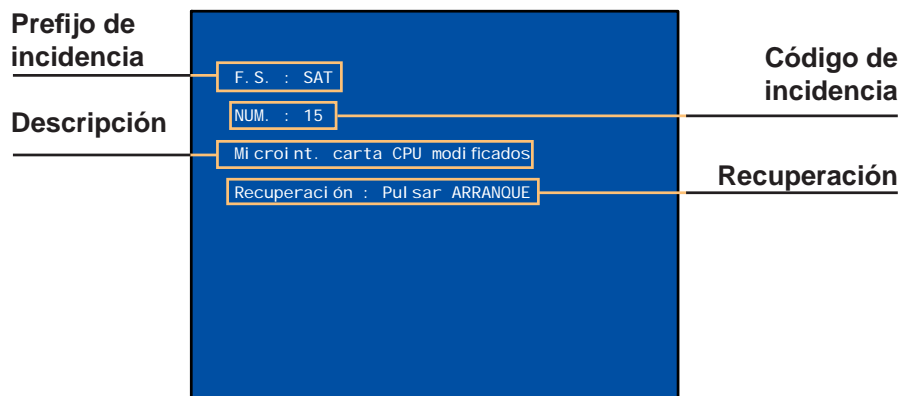 Prefijo de
incidencia
Descripción
F.S. : SAT
NUM. : 15
Microint. carta CPU modificados
Recuperación : Pulsar ARRANQUE
Código de
incidencia
Recuperación